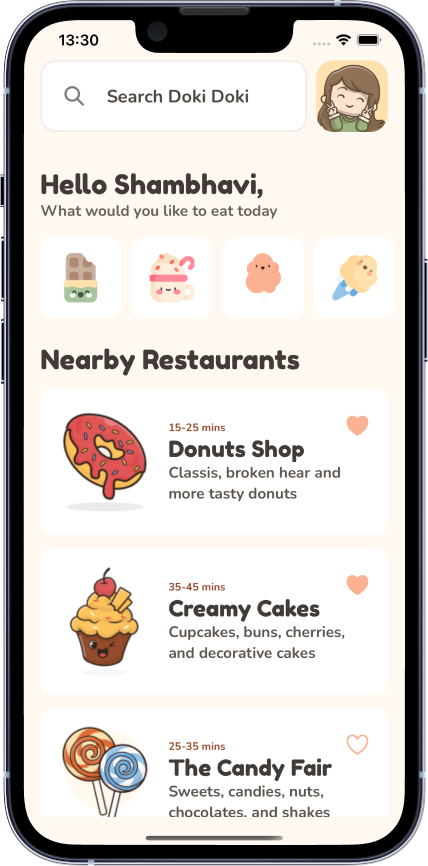 13:30
Search Doki Doki
Hello Shambhavi,
What would you like to eat today
Nearby Restaurants
15-25 mins
Donuts Shop
Classis, broken hear and
more tasty donuts
35-45 mins
Creamy Cakes
Cupcakes, buns, cherries,
and decorative cakes
25-35 mins
The Candy Fair
Sweets, candies, nuts,
chocolates, and shakes